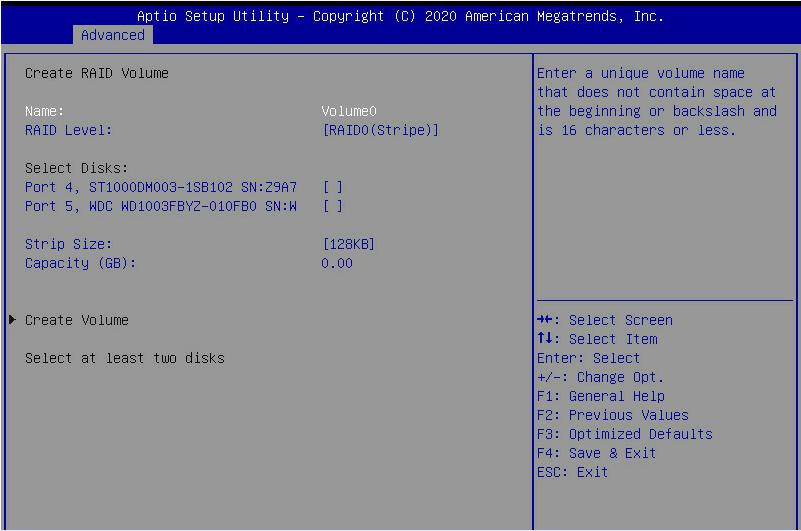 Aptio Setup Utility – Copyright (C) 2020 American Megatrends, Inc.
Advanced
Create RAID Volume
Name: Volume0
RAID Level: [RAID0(Stripe)]
Select Disks:
Port 4, ST1000DM003-1SB102 SN:Z9A7 [ ]
Port 5, WDC WD1003FBYZ-010FB0 SN:W [ ]
Strip Size: [128KB]
Capacity (GB): 0.00
Create Volume
Select at least two disks
Enter a unique volume name
that does not contain space at
the beginning or backslash and
is 16 characters or less.
→←: Select Screen
↑↓: Select Item
Enter: Select
+/-: Change Opt.
F1: General Help
F2: Previous Values
F3: Optimized Defaults
F4: Save & Exit
ESC: Exit